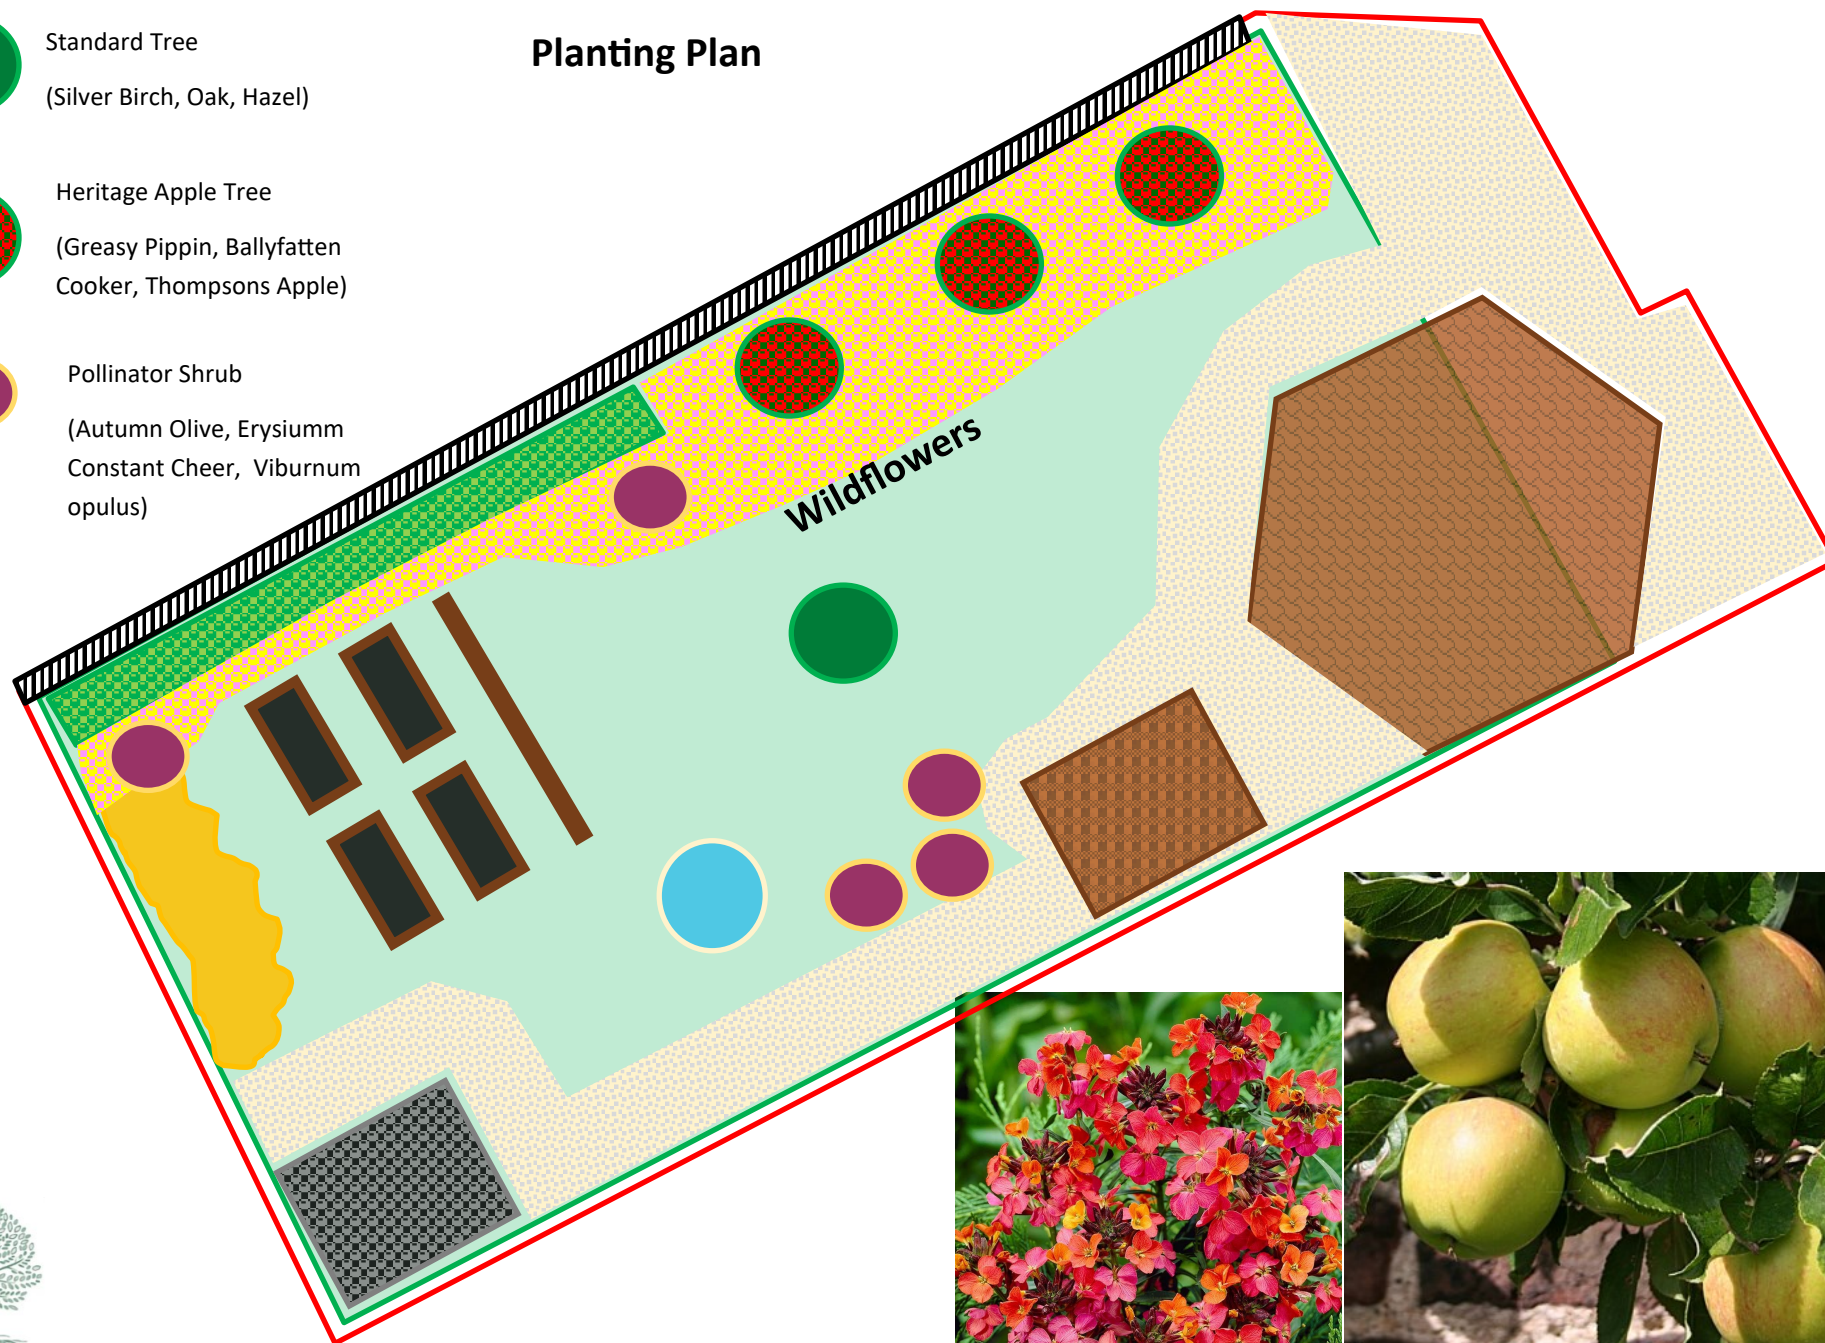 Planting Plan
Standard Tree
(Silver Birch, Oak, Hazel)
Heritage Apple Tree
(Greasy Pippin, Ballyfatten
Cooker, Thompsons Apple)
Pollinator Shrub
(Autumn Olive, Erysiumm
Constant Cheer, Viburnum
opulus)
Wildflowers